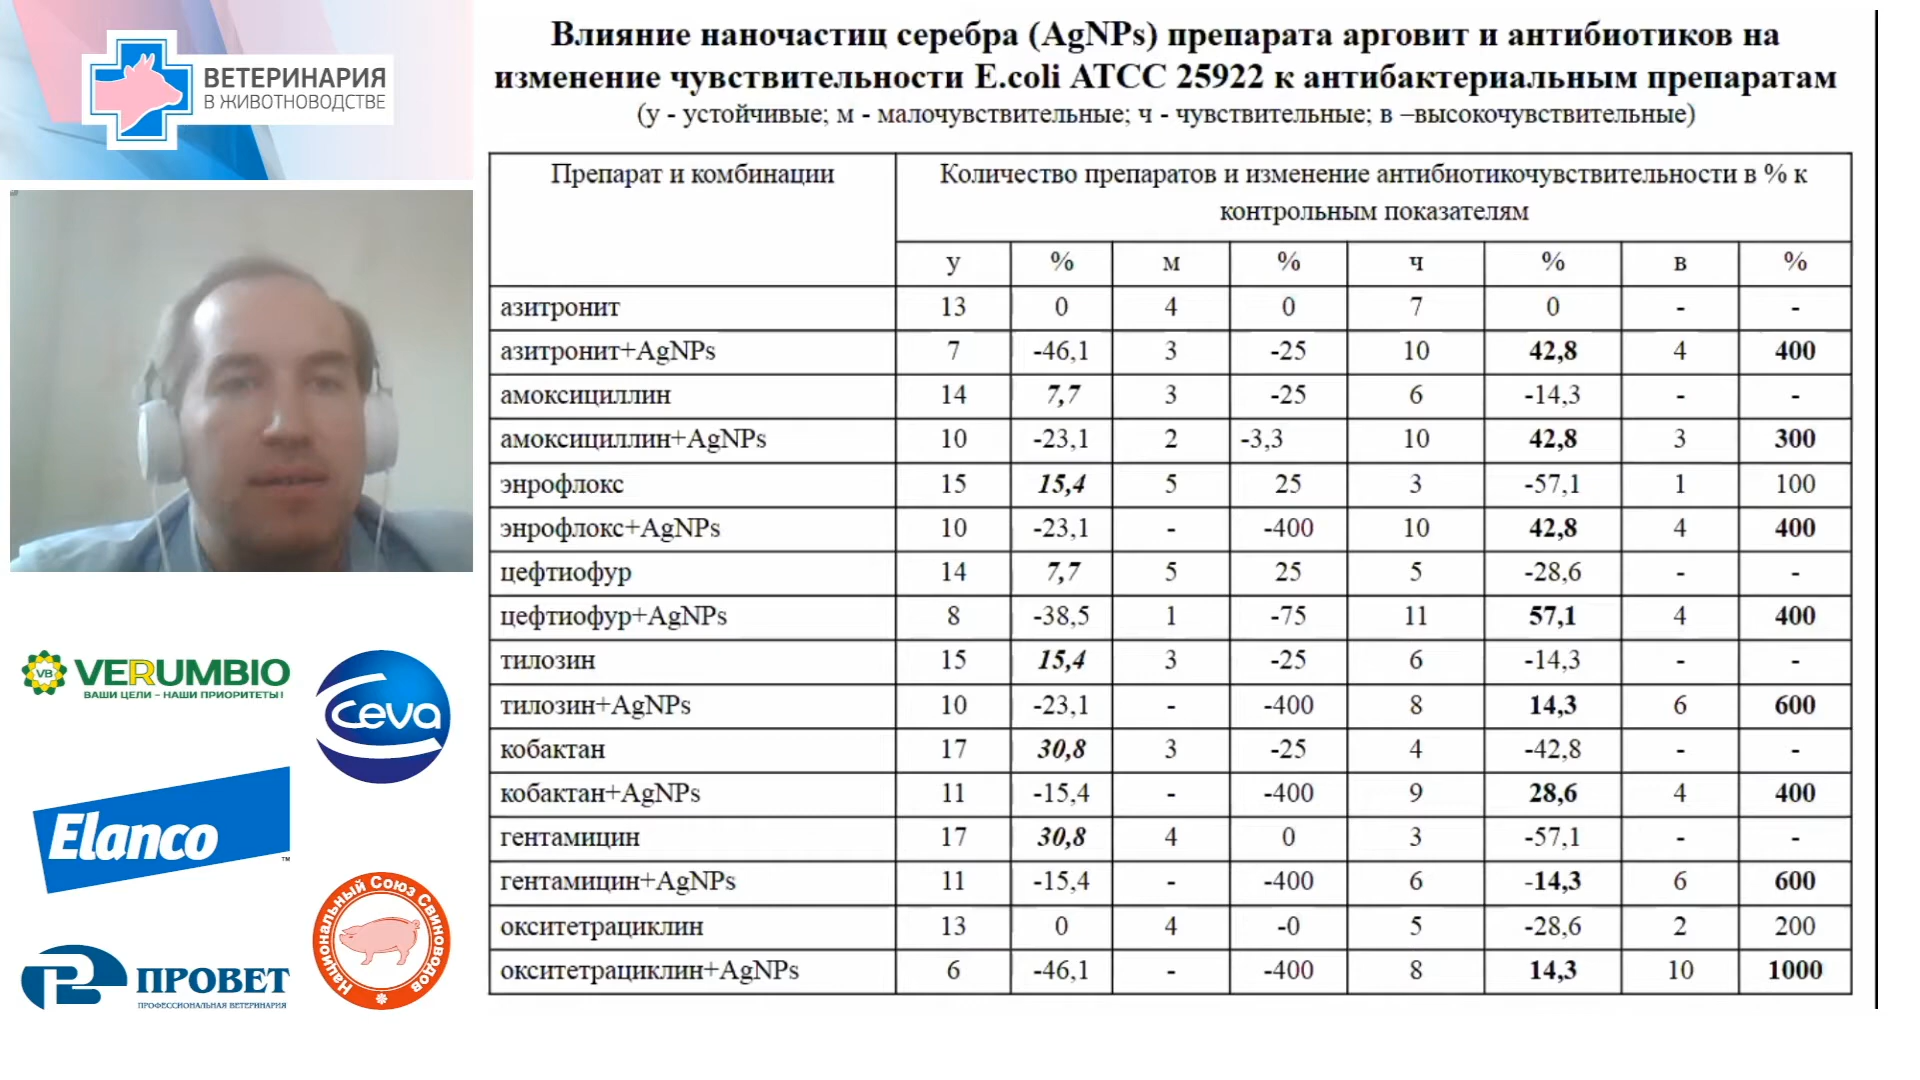 ВЕТЕРИНАРИЯ
В ЖИВОТНОВОДСТВЕ
Влияние наночастиц серебра (AgNPs) препарата арговит и антибиотиков на
изменение чувствительности E.coli ATCC 25922 к антибактериальным препаратам
(у - устойчивые; м - малочувствительные; ч - чувствительные; в –высокочувствительные)
Препарат и комбинации
Количество препаратов и изменение антибиотикочувствительности в % к
контрольным показателям
у % м % ч % в %
азитронит 13 0 4 0 7 0 - -
азитронит+AgNPs 7 -46,1 3 -25 10 42,8 4 400
амоксициллин 14 7,7 3 -25 6 -14,3 - -
амоксициллин+AgNPs 10 -23,1 2 -3,3 10 42,8 3 300
энрофлокс 15 15,4 5 25 3 -57,1 1 100
энрофлокс+AgNPs 10 -23,1 - -400 10 42,8 4 400
цефтиофур 14 7,7 5 25 5 -28,6 - -
цефтиофур+AgNPs 8 -38,5 1 -75 11 57,1 4 400
тилозин 15 15,4 3 -25 6 -14,3 - -
тилозин+AgNPs 10 -23,1 - -400 8 14,3 6 600
кобактан 17 30,8 3 -25 4 -42,8 - -
кобактан+AgNPs 11 -15,4 - -400 9 28,6 4 400
гентамицин 17 30,8 4 0 3 -57,1 - -
гентамицин+AgNPs 11 -15,4 - -400 6 -14,3 6 600
окситетрациклин 13 0 4 -0 5 -28,6 2 200
окситетрациклин+AgNPs 6 -46,1 - -400 8 14,3 10 1000
VB VERUMBIO
ВАШИ ЦЕЛИ – НАШИ ПРИОРИТЕТЫ!
Ceva
Elanco™
Национальный Союз Свиноводов
ПРОВЕТ
ПРОФЕССИОНАЛЬНАЯ ВЕТЕРИНАРИЯ